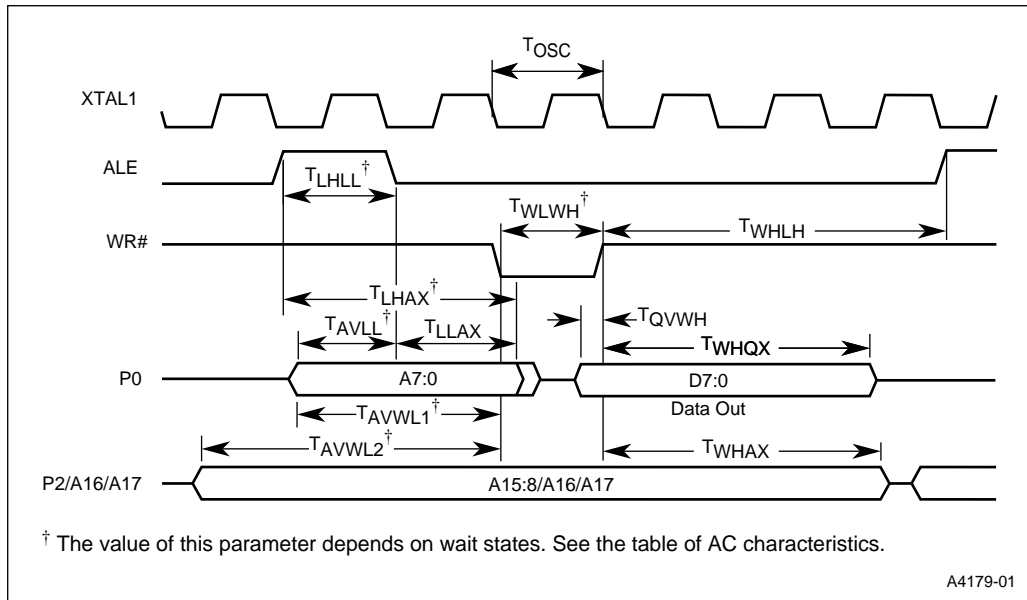 TOSC
XTAL1
ALE
TLHLL†
TWLWH†
TWHLH
WR#
TLHAX†
TAVLL†
TLLAX
TQVWH
TWHQX
P0
A7:0
D7:0
Data Out
TAVWL1†
TAVWL2†
TWHAX
P2/A16/A17
A15:8/A16/A17
† The value of this parameter depends on wait states. See the table of AC characteristics.
A4179-01